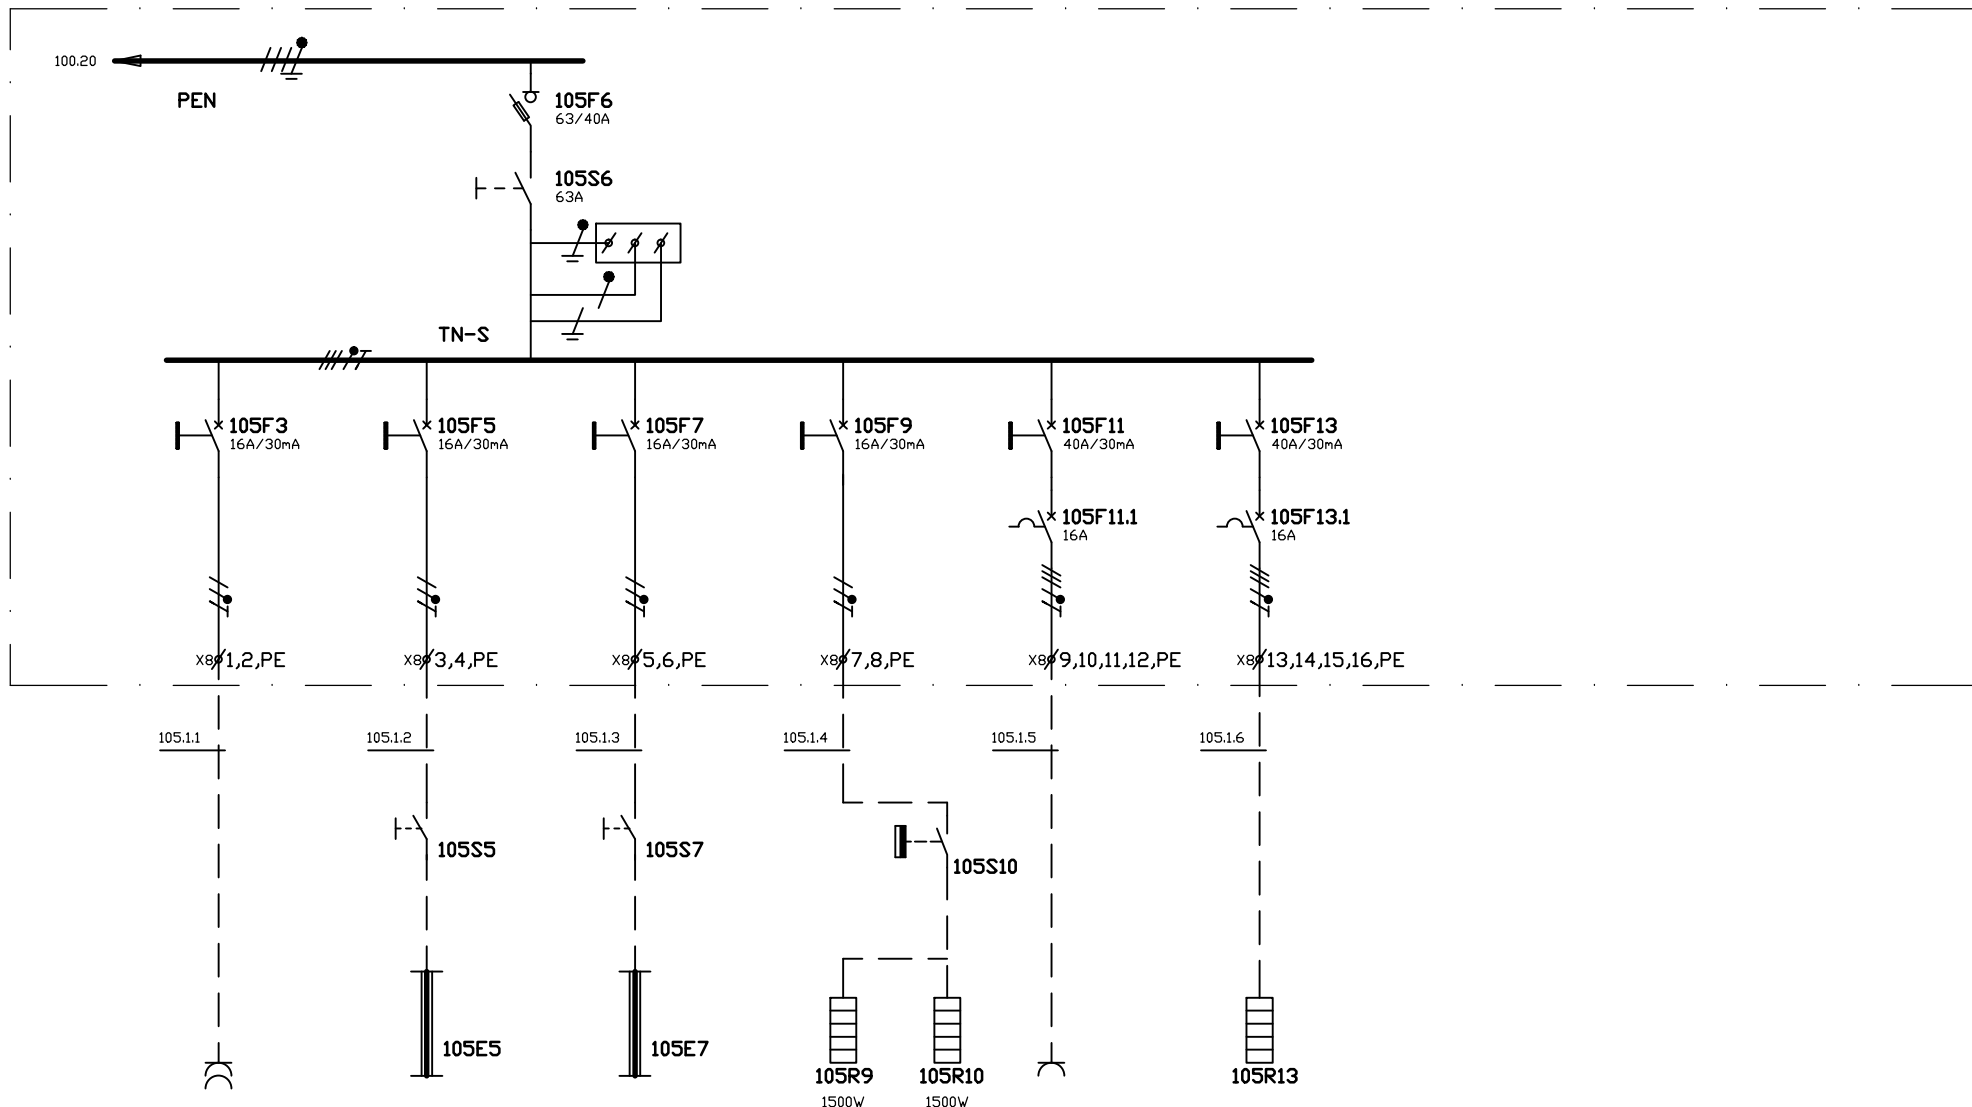 100.20
PEN
105F6
63/40A
105S6
63A
TN-S
105F3
16A/30mA
105F5
16A/30mA
105F7
16A/30mA
105F9
16A/30mA
105F11
40A/30mA
105F13
40A/30mA
105F11.1
16A
105F13.1
16A
X8 1,2,PE
X8 3,4,PE
X8 5,6,PE
X8 7,8,PE
X8 9,10,11,12,PE
X8 13,14,15,16,PE
105.1.1
105.1.2
105.1.3
105.1.4
105.1.5
105.1.6
105S5
105S7
105S10
105E5
105E7
105R9
1500W
105R10
1500W
105R13